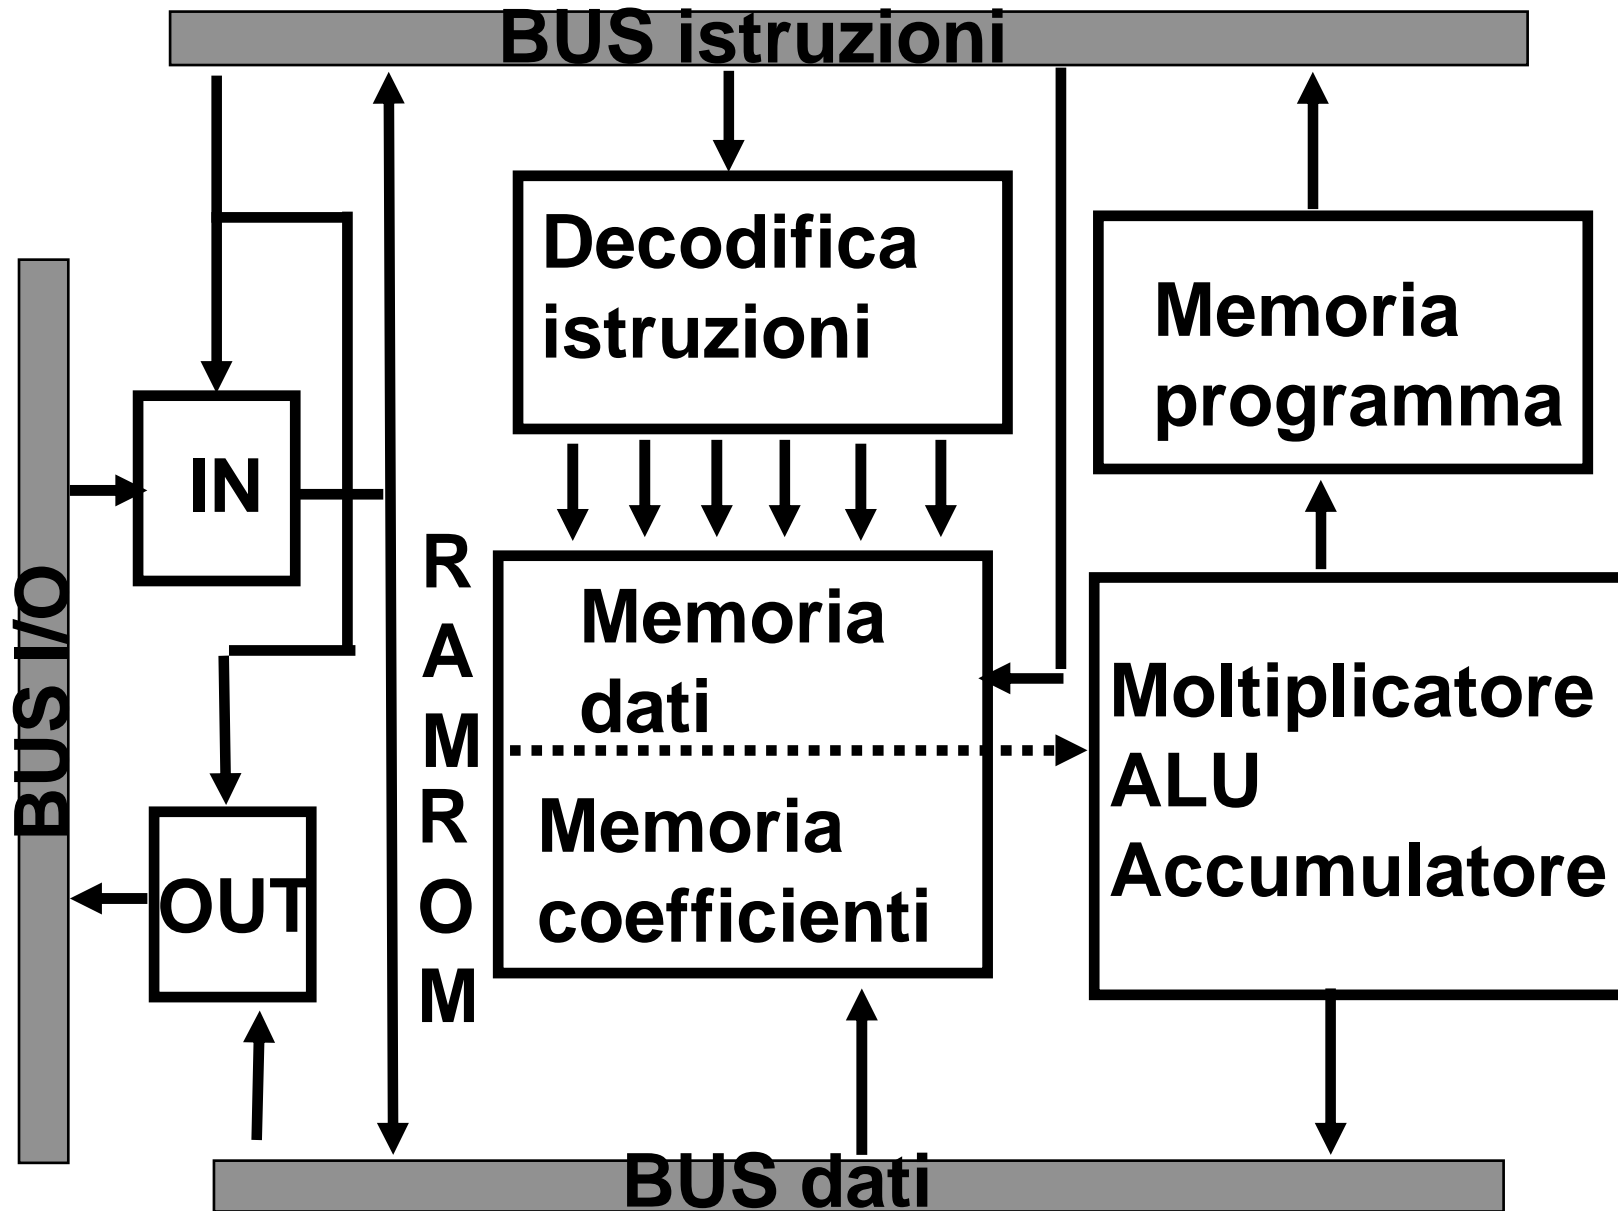 BUS istruzioni
Decodifica
istruzioni
Memoria
programma
IN
BUS I/O
R
A
M
R
O
M
Memoria
dati
Memoria
coefficienti
Moltiplicatore
ALU
Accumulatore
OUT
BUS dati